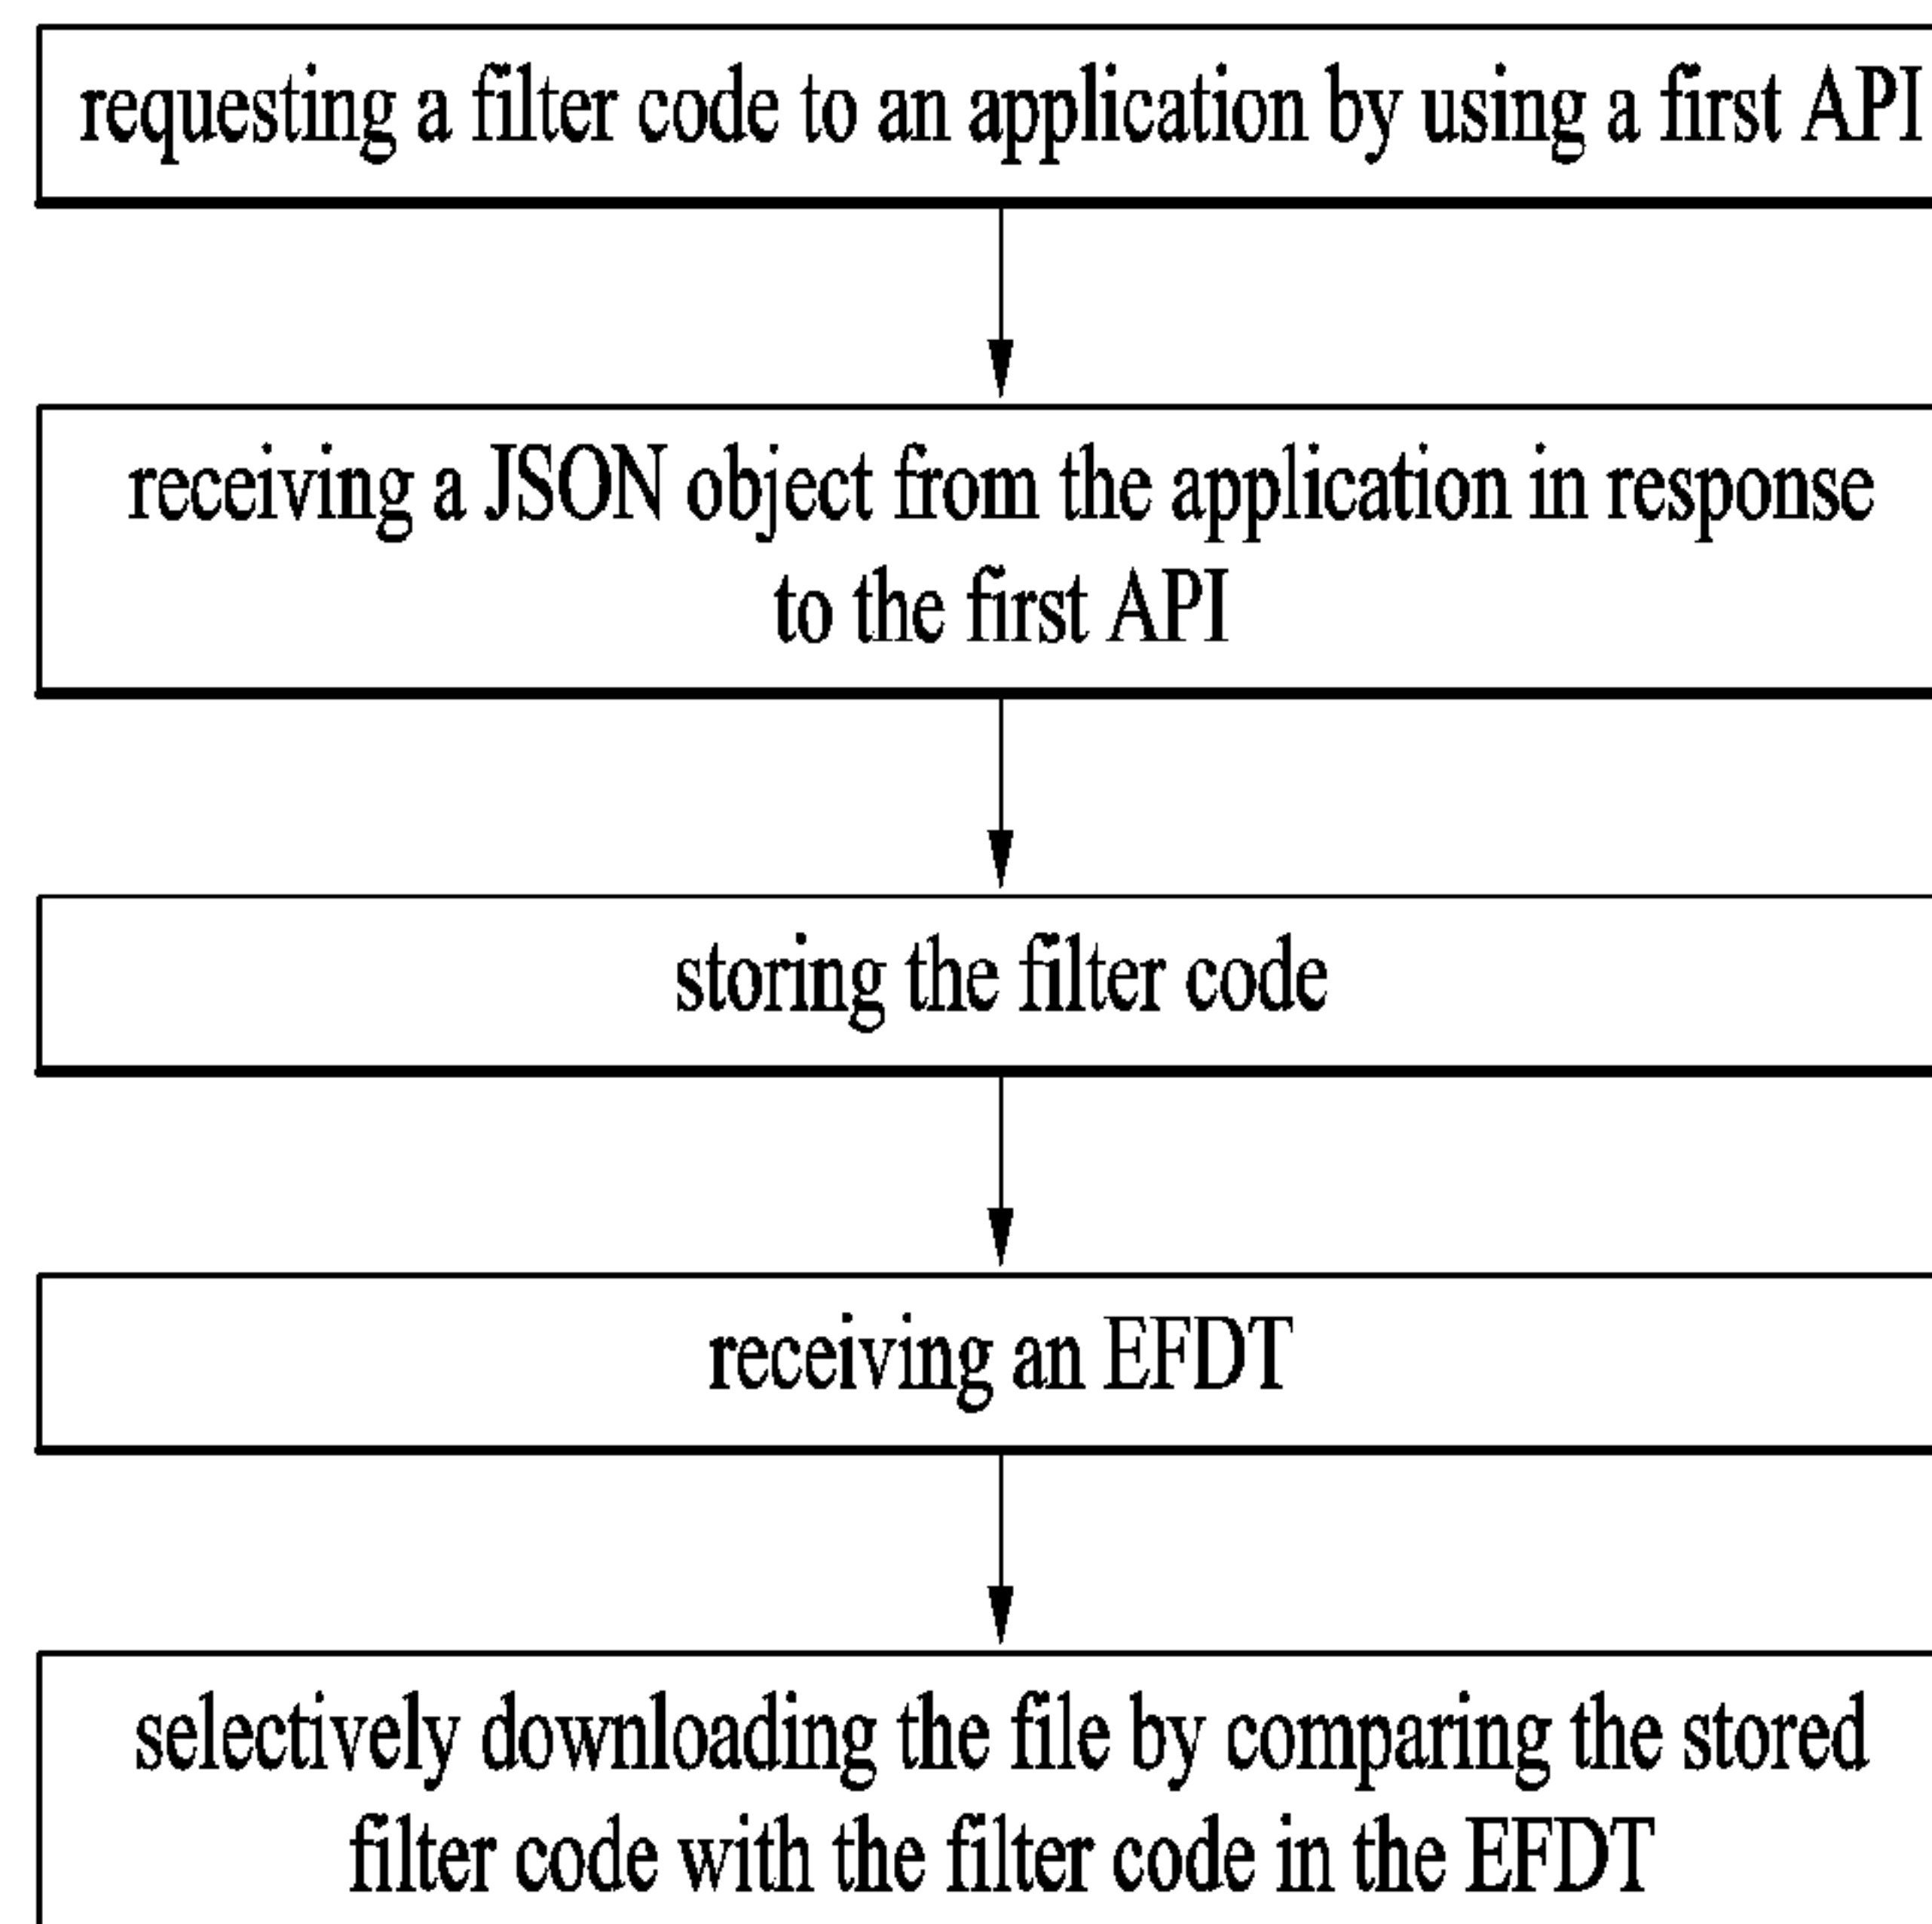 requesting a filter code to an application by using a first API
receiving a JSON object from the application in response
to the first API
storing the filter code
receiving an EFDT
selectively downloading the file by comparing the stored
filter code with the filter code in the EFDT